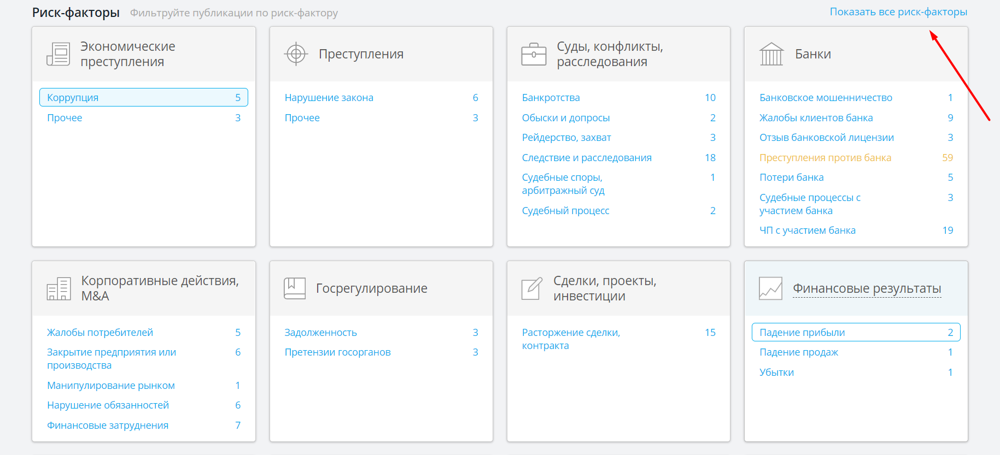 Риск-факторы Фильтруйте публикации по риск-фактору
Показать все риск-факторы
Экономические
преступления
Коррупция 5
Прочее 3
Преступления
Нарушение закона 6
Прочее 3
Суды, конфликты,
расследования
Банкротства 10
Обыски и допросы 2
Рейдерство, захват 3
Следствие и расследования 18
Судебные споры, 1
арбитражный суд
Судебный процесс 2
Банки
Банковское мошенничество 1
Жалобы клиентов банка 9
Отзыв банковской лицензии 3
Преступления против банка 59
Потери банка 5
Судебные процессы с 3
участием банка
ЧП с участием банка 19
Корпоративные действия,
M&A
Жалобы потребителей 5
Закрытие предприятия или 6
производства
Манипулирование рынком 1
Нарушение обязанностей 6
Финансовые затруднения 7
Госрегулирование
Задолженность 3
Претензии госорганов 3
Сделки, проекты,
инвестиции
Расторжение сделки, 15
контракта
Финансовые результаты
Падение прибыли 2
Падение продаж 1
Убытки 1